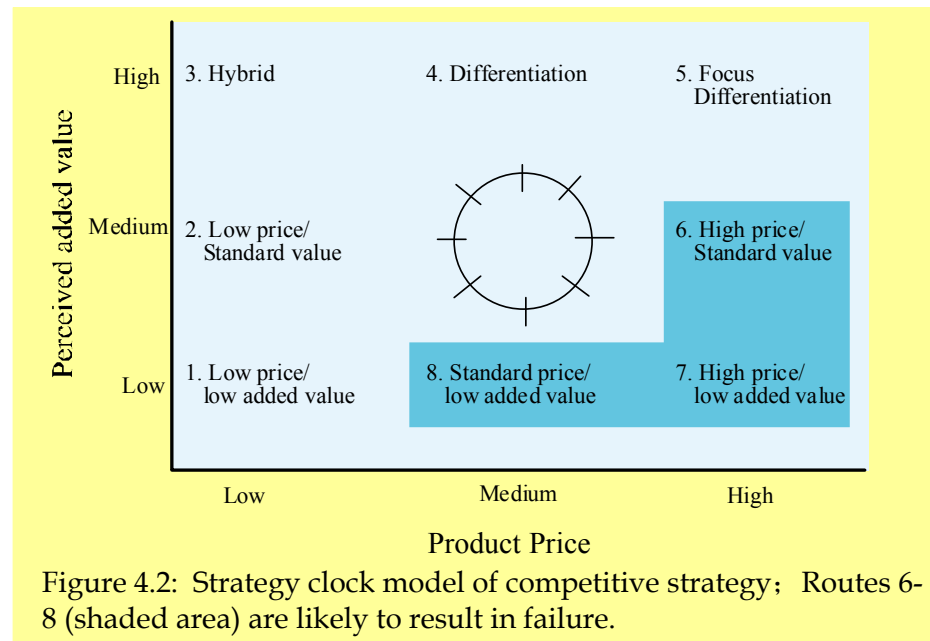 Perceived added value
High
3. Hybrid
4. Differentiation
5. Focus
Differentiation
Medium
2. Low price/
Standard value
6. High price/
Standard value
Low
1. Low price/
low added value
8. Standard price/
low added value
7. High price/
low added value
Low
Medium
High
Product Price
Figure 4.2: Strategy clock model of competitive strategy; Routes 6-
8 (shaded area) are likely to result in failure.